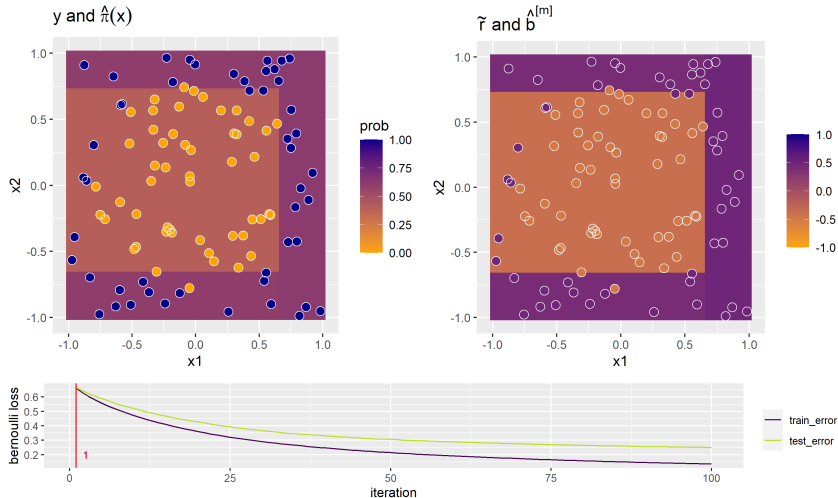 y and π̂(x)
1.0
0.5
0.0
-0.5
-1.0
x2
-1.0 -0.5 0.0 0.5 1.0
x1
prob
1.00
0.75
0.50
0.25
0.00
r̃ and b̂[m]
1.0
0.5
0.0
-0.5
-1.0
x2
-1.0 -0.5 0.0 0.5 1.0
x1
1.0
0.5
0.0
-0.5
-1.0
bernoulli loss
0.6
0.5
0.4
0.3
0.2
1
0 25 50 75 100
iteration
train_error
test_error